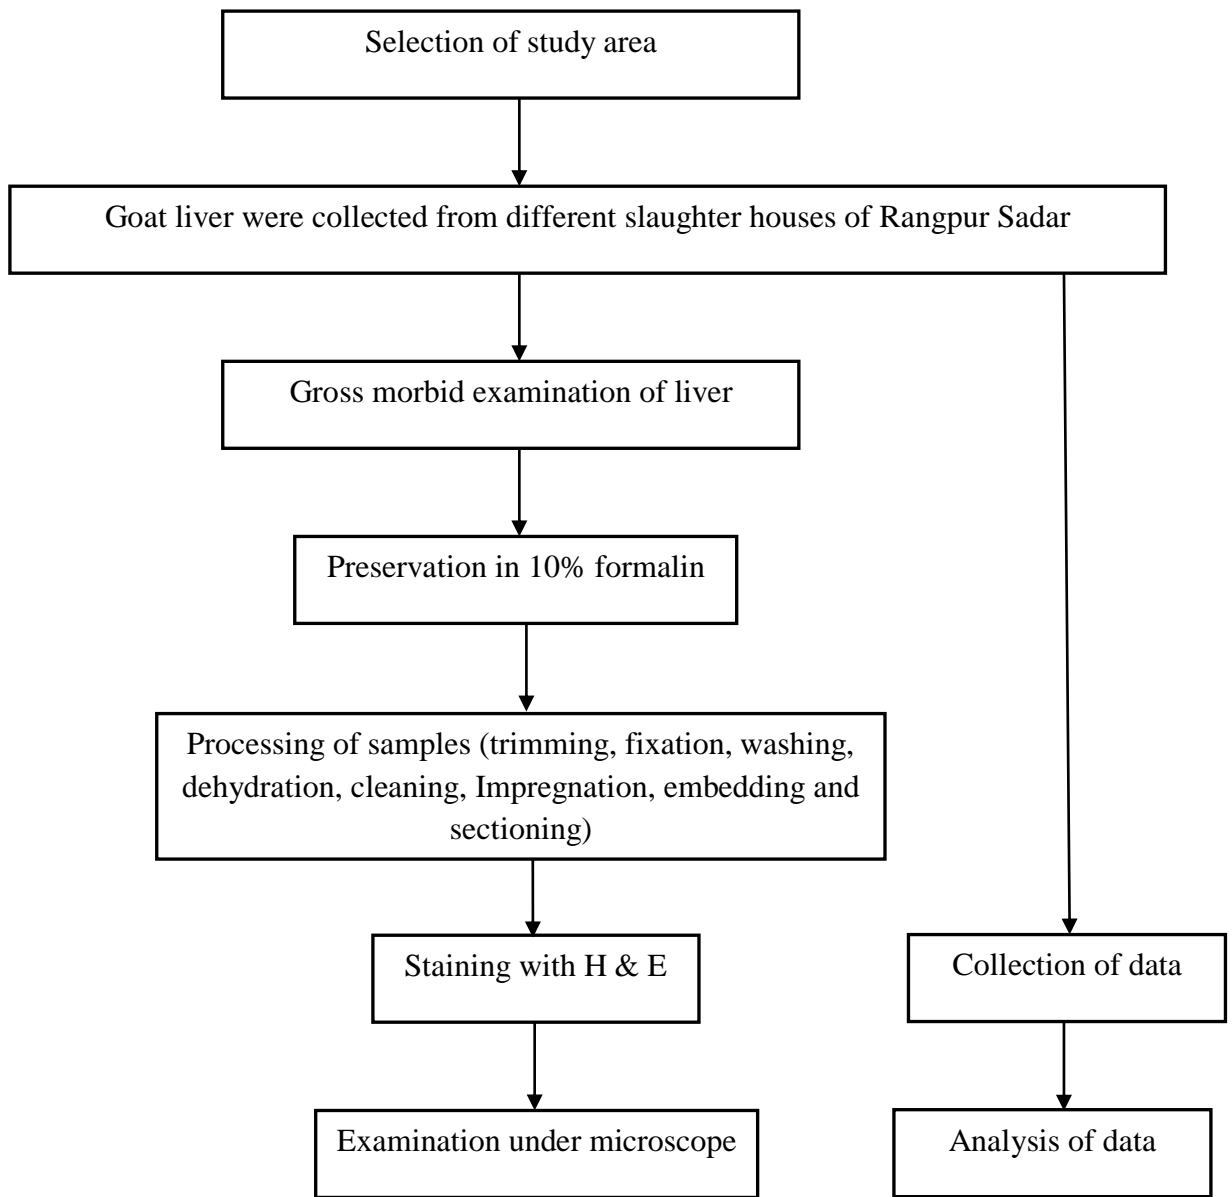 Selection of study area
Goat liver were collected from different slaughter houses of Rangpur Sadar
Gross morbid examination of liver
Preservation in 10% formalin
Processing of samples (trimming, fixation, washing,
dehydration, cleaning, Impregnation, embedding and
sectioning)
Staining with H & E
Collection of data
Examination under microscope
Analysis of data